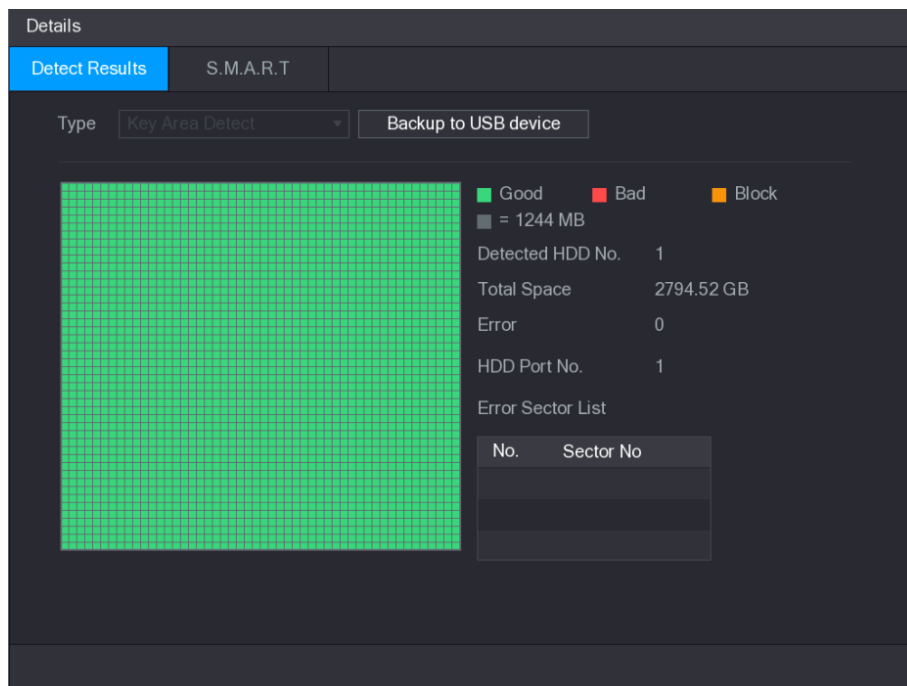 Details
Detect Results S.M.A.R.T
Type Key Area Detect Backup to USB device
Good Bad Block
= 1244 MB
Detected HDD No. 1
Total Space 2794.52 GB
Error 0
HDD Port No. 1
Error Sector List
No. Sector No